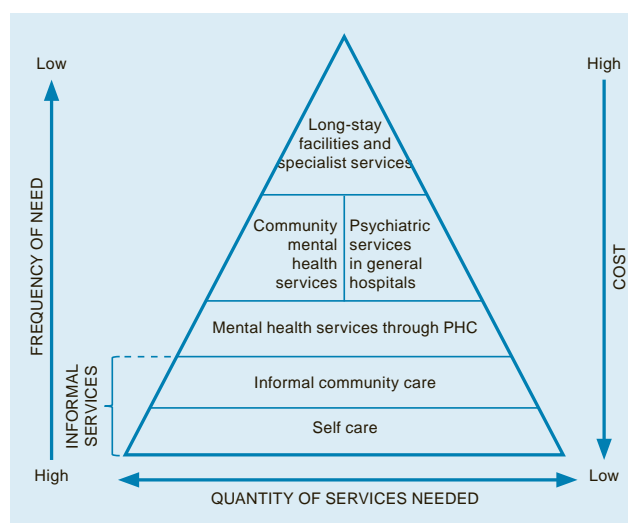 Low
High
Long-stay
facilities and
specialist services
Community
mental
health
services
Psychiatric
services
in general
hospitals
FREQUENCY OF NEED
COST
Mental health services through PHC
INFORMAL
SERVICES
Informal community care
Self care
High
Low
QUANTITY OF SERVICES NEEDED